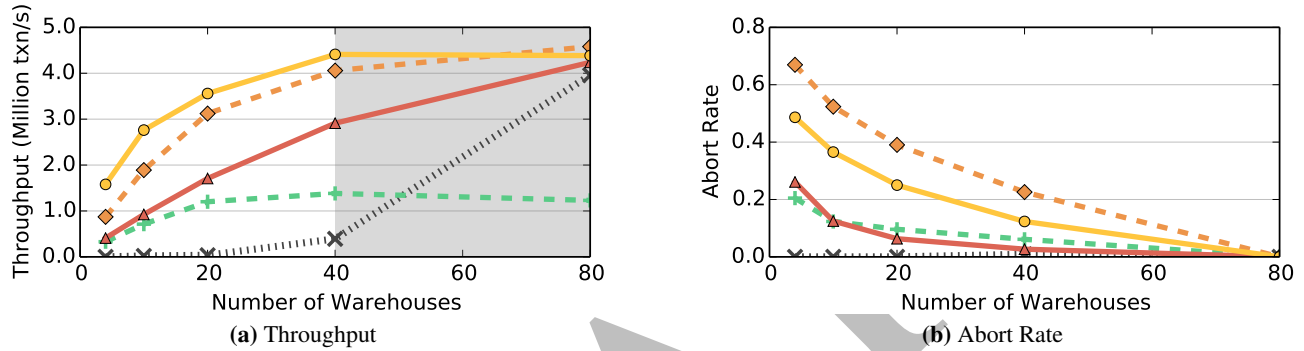 5.0
4.0
3.0
2.0
1.0
0.0
0 20 40 60 80
Throughput (Million txn/s)
Number of Warehouses
(a) Throughput
0.8
0.6
0.4
0.2
0.0
0 20 40 60 80
Abort Rate
Number of Warehouses
(b) Abort Rate